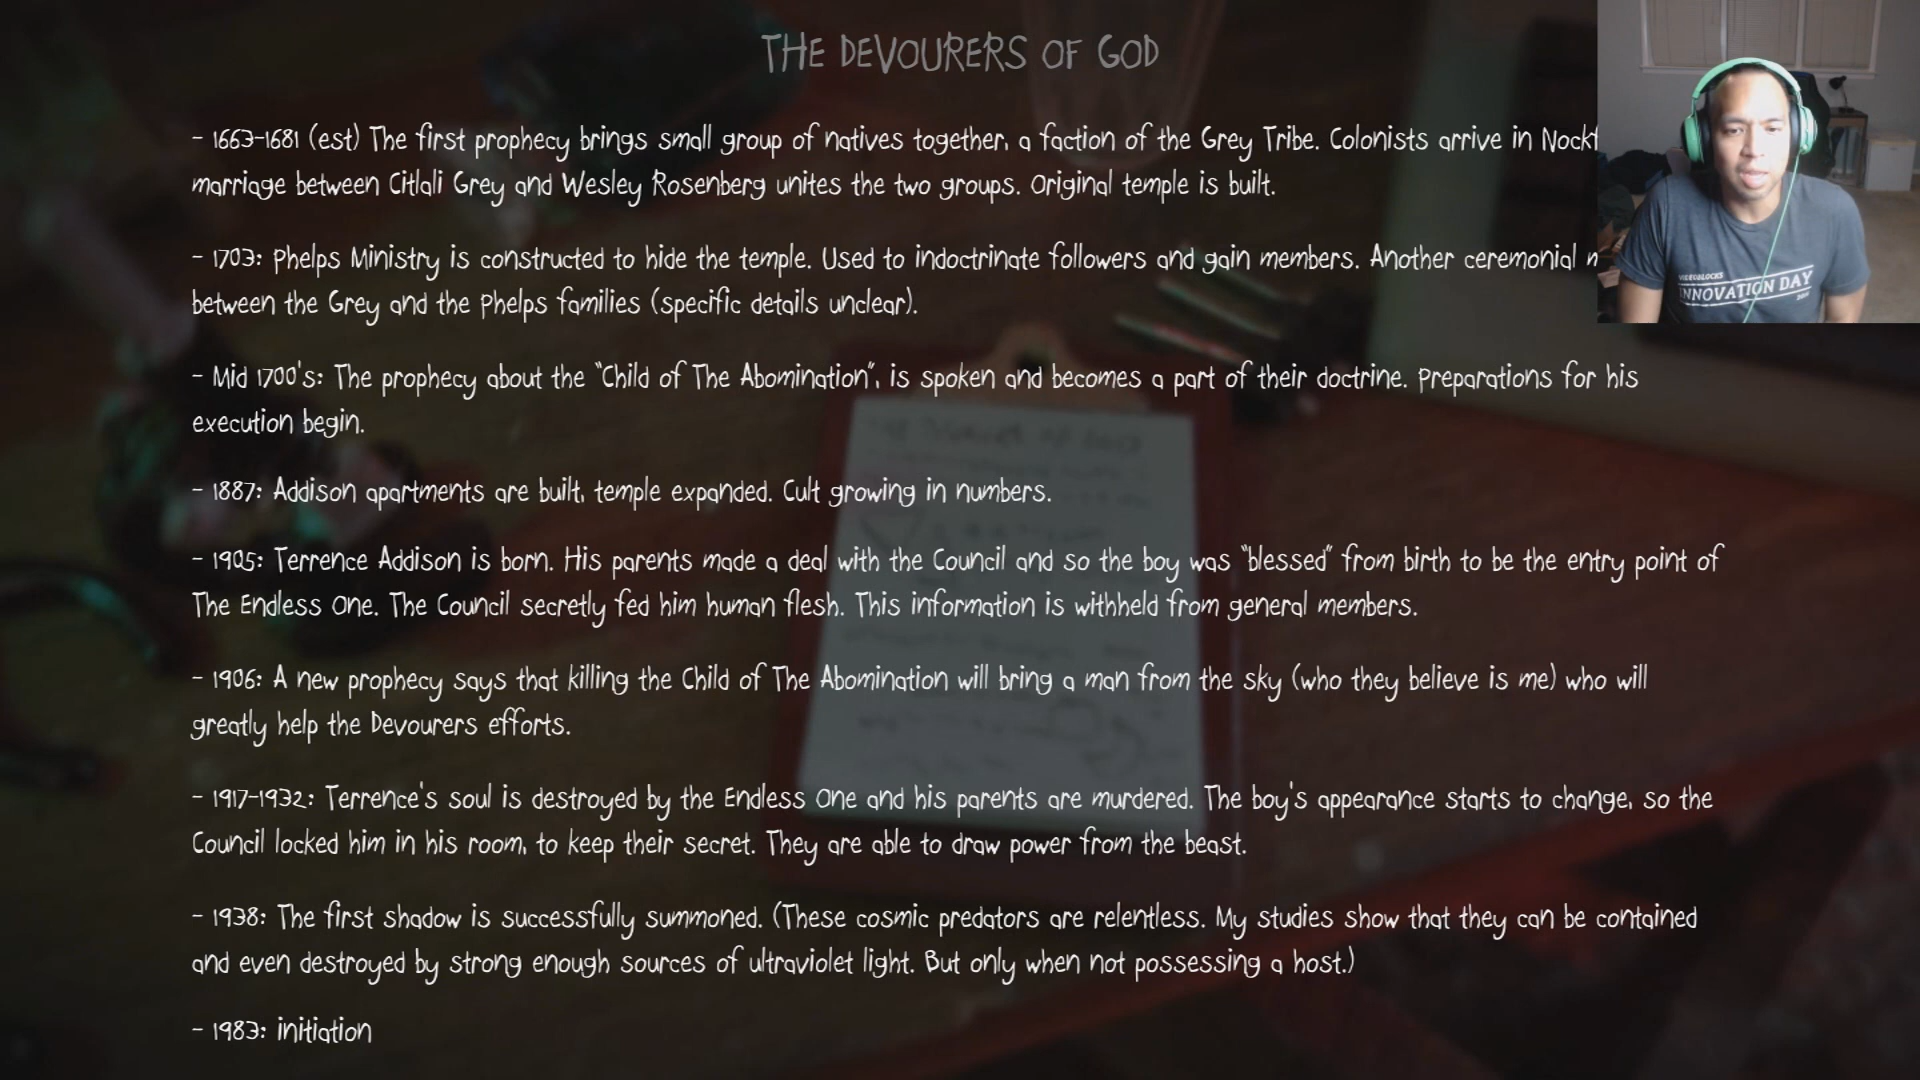 THE DEVOURERS OF GOD
- 1663-1681 (est) The first prophecy brings small group of natives together, a faction of the Grey Tribe. Colonists arrive in
marriage between Citlali Grey and Wesley Rosenberg unites the two groups. Original temple is built.
- 1703: Phelps Ministry is constructed to hide the temple. Used to indoctrinate followers and gain members. Another ceremonial
between the Grey and the Phelps families (specific details unclear).
- Mid 1700's: The prophecy about the "Child of The Abomination", is spoken and becomes a part of their doctrine. Preparations for his
execution begin.
- 1887: Addison apartments are built, temple expanded. Cult growing in numbers.
- 1905: Terrence Addison is born. His parents made a deal with the Council and so the boy was "blessed" from birth to be the entry point of
The Endless One. The Council secretly fed him human flesh. This information is withheld from general members.
- 1906: A new prophecy says that killing the Child of The Abomination will bring a man from the sky (who they believe is me) who will
greatly help the Devourers efforts.
- 1917-1932: Terrence's soul is destroyed by the Endless One and his parents are murdered. The boy's appearance starts to change, so the
Council locked him in his room, to keep their secret. They are able to draw power from the beast.
- 1938: The first shadow is successfully summoned. (These cosmic predators are relentless. My studies show that they can be contained
and even destroyed by strong enough sources of ultraviolet light. But only when not possessing a host.)
- 1983: initiation
VIDEOBLOCKS
INNOVATION DAY